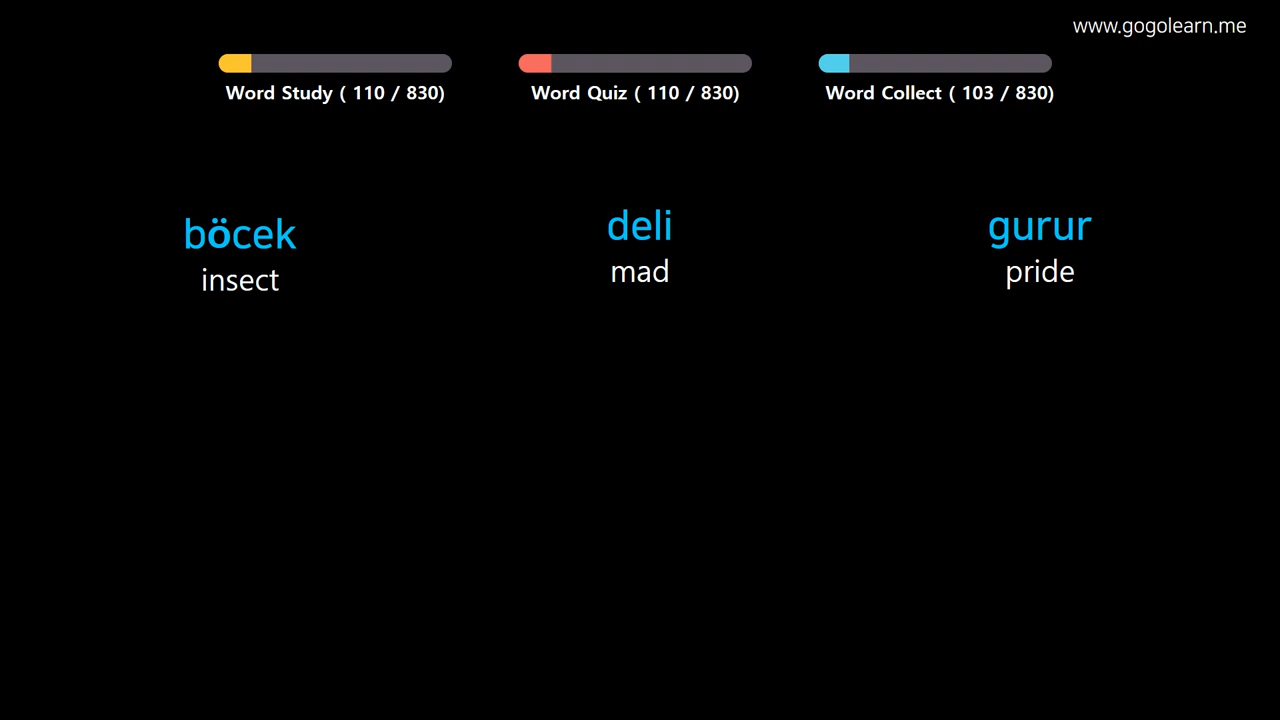 www.gogolearn.me
Word Study ( 110 / 830)
Word Quiz ( 110 / 830)
Word Collect ( 103 / 830)
böcek
insect
deli
mad
gurur
pride